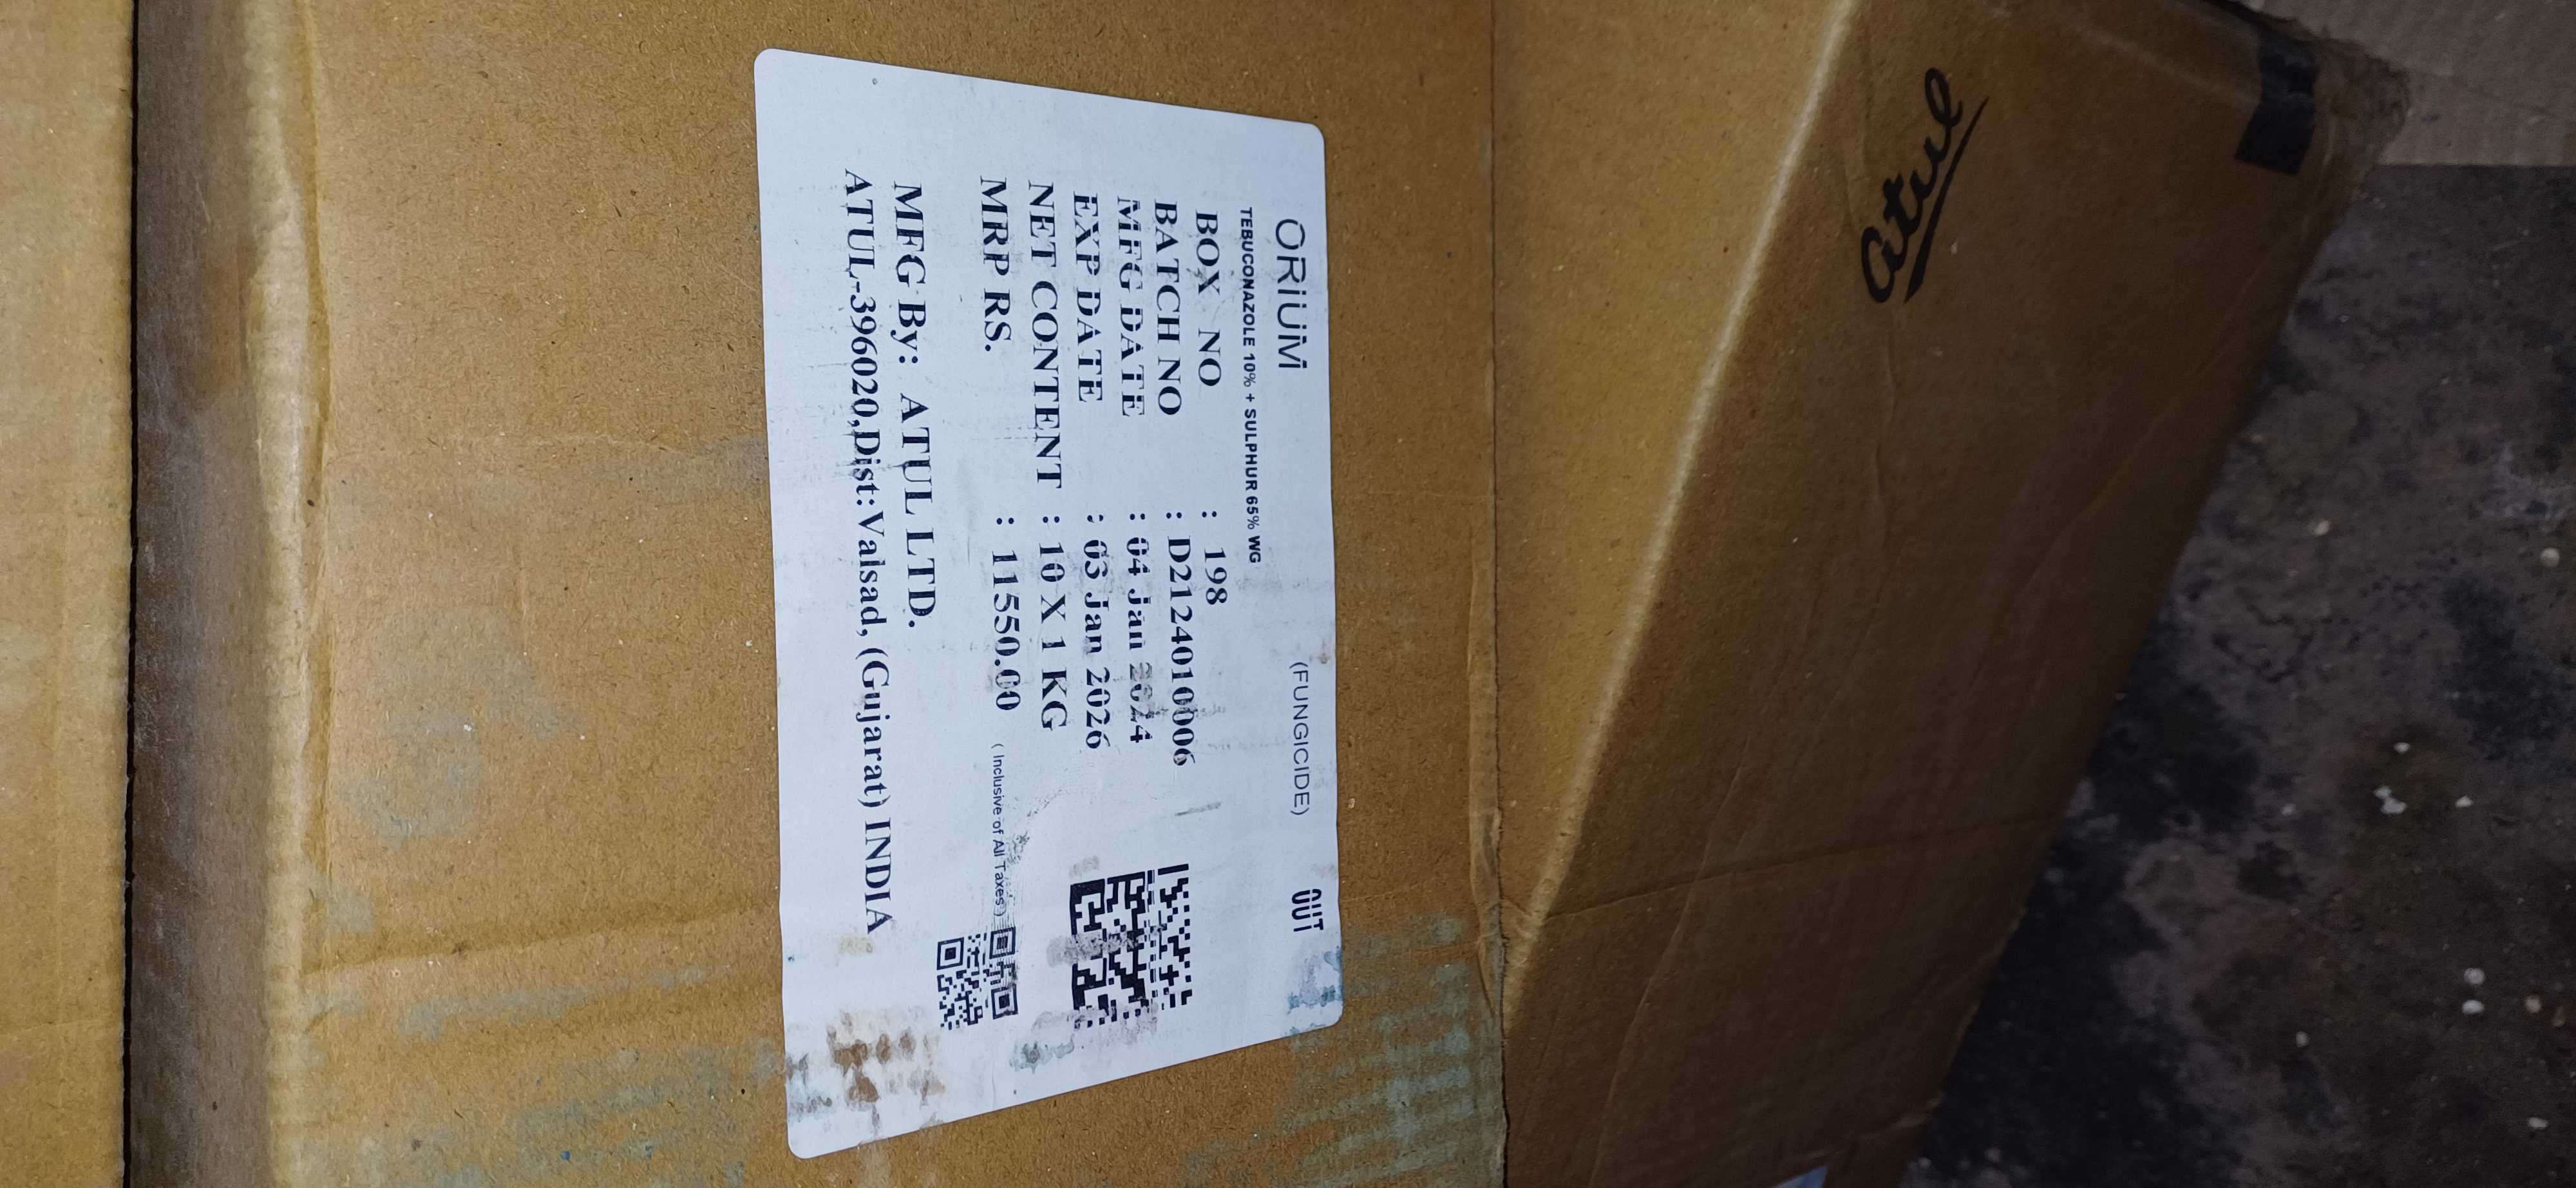 ORIUM (FUNGICIDE) OUT
TEBUCONAZOLE 10% + SULPHUR 65% WG
BOX NO : 198
BATCH NO : D2124010006
MFG DATE : 04 Jan 2024
EXP DATE : 03 Jan 2026
NET CONTENT : 10 X 1 KG
MRP RS. : 11550.00 ( Inclusive of All Taxes )
MFG By: ATUL LTD.
ATUL-396020,Dist:Valsad, (Gujarat) INDIA
atul